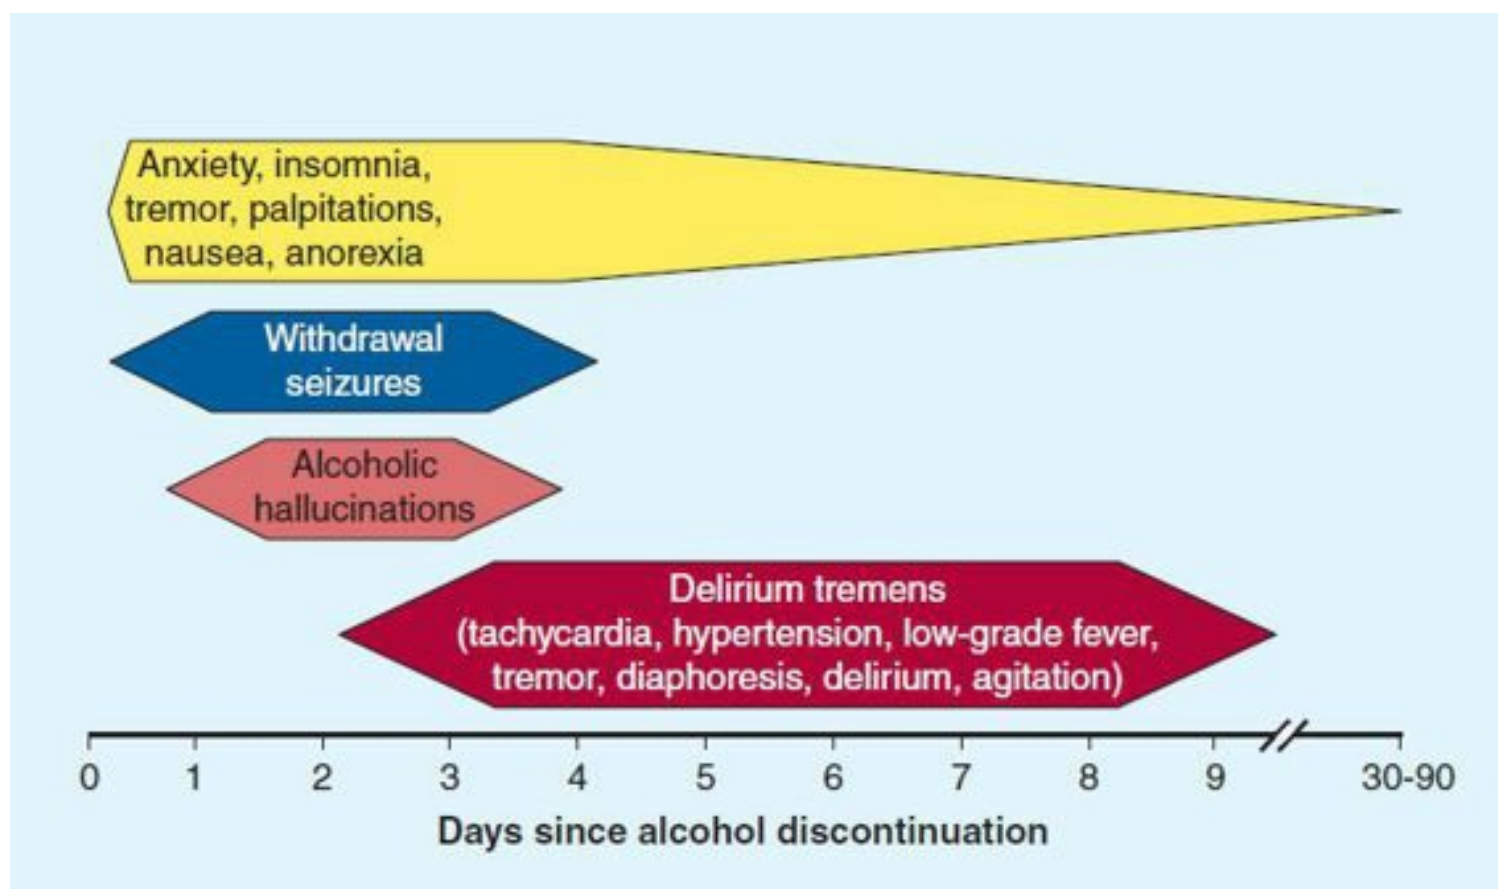 Anxiety, insomnia,
tremor, palpitations,
nausea, anorexia
Withdrawal
seizures
Alcoholic
hallucinations
Delirium tremens
(tachycardia, hypertension, low-grade fever,
tremor, diaphoresis, delirium, agitation)
0 1 2 3 4 5 6 7 8 9 30-90
Days since alcohol discontinuation